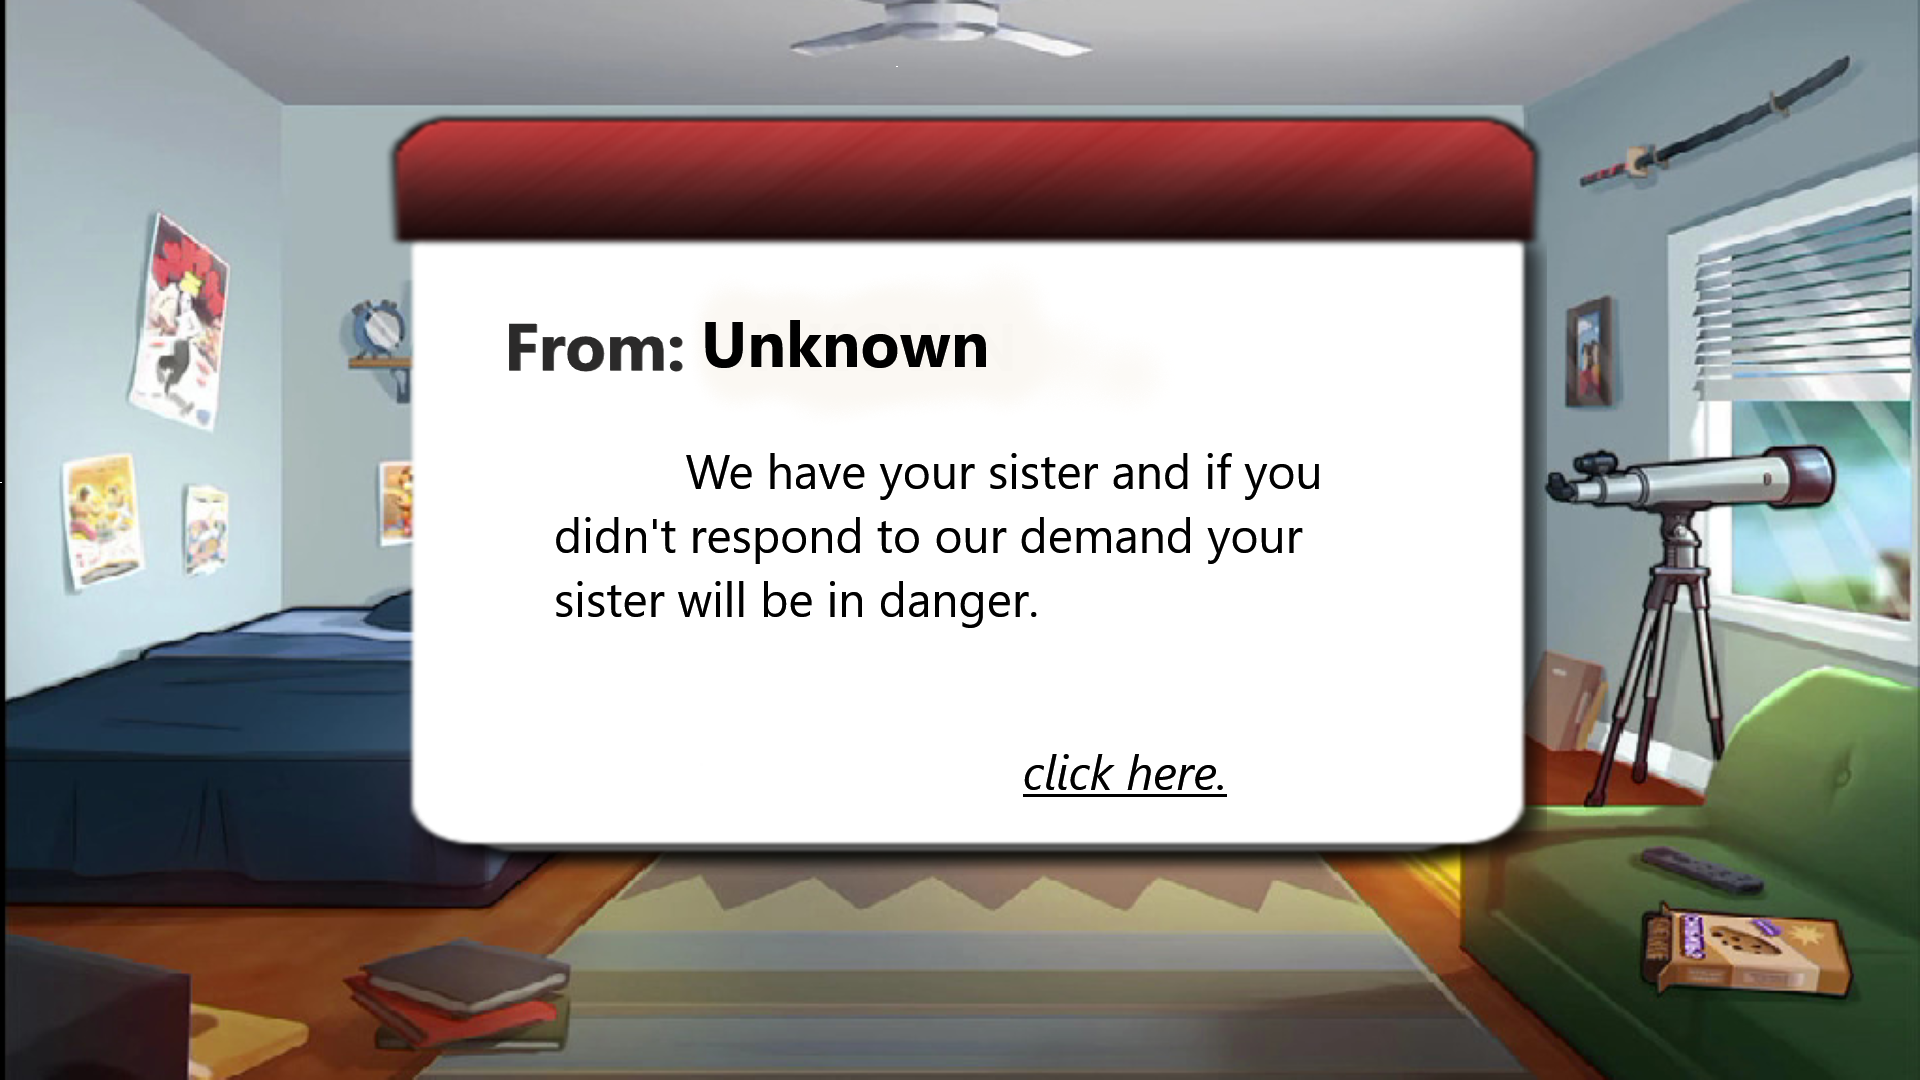 From: Unknown
We have your sister and if you
didn't respond to our demand your
sister will be in danger.
click here.